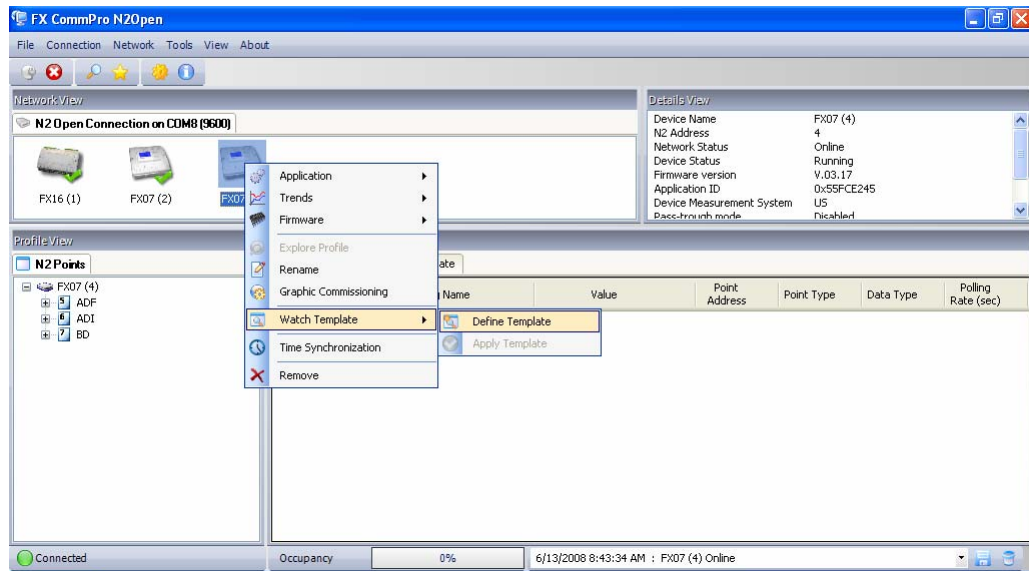 FX CommPro N2Open
File Connection Network Tools View About
Network View
N2 Open Connection on COM8 (9600)
FX16 (1)
FX07 (2)
FX07
Details View
Device Name FX07 (4)
N2 Address 4
Network Status Online
Device Status Running
Firmware version V.03.17
Application ID 0x55FCE245
Device Measurement System US
Pass-trough mode Disabled
Application
Trends
Firmware
Explore Profile
Rename
Graphic Commissioning
Watch Template
Time Synchronization
Remove
Define Template
Apply Template
Profile View
N2 Points
FX07 (4)
5 ADF
6 ADI
7 BD
ate
Name Value Point Address Point Type Data Type Polling Rate (sec)
Connected Occupancy 0% 6/13/2008 8:43:34 AM : FX07 (4) Online